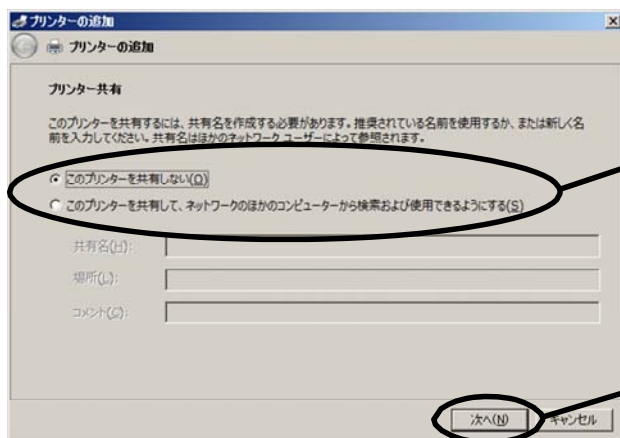 プリンターの追加
プリンターの追加
プリンター共有
このプリンターを共有するには、共有名を作成する必要があります。推奨されている名前を使用するか、または新しく名
前を入力してください。共有名はほかのネットワーク ユーザーによって参照されます。
このプリンターを共有しない(O)
このプリンターを共有して、ネットワークのほかのコンピューターから検索および使用できるようにする(S)
共有名(H):
場所(L):
コメント(C):
次へ(N) キャンセル